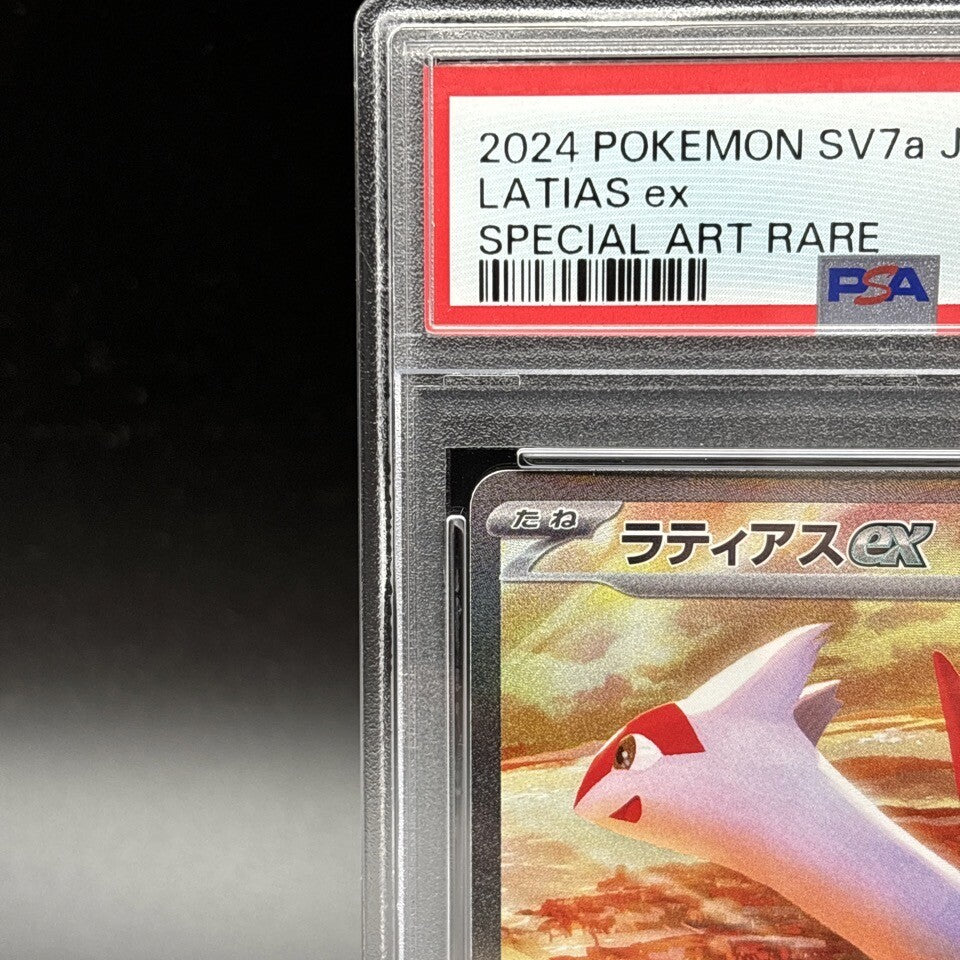 2024 POKEMON SV7a J
LATIAS ex
SPECIAL ART RARE
PSA
たね
ラティアスex